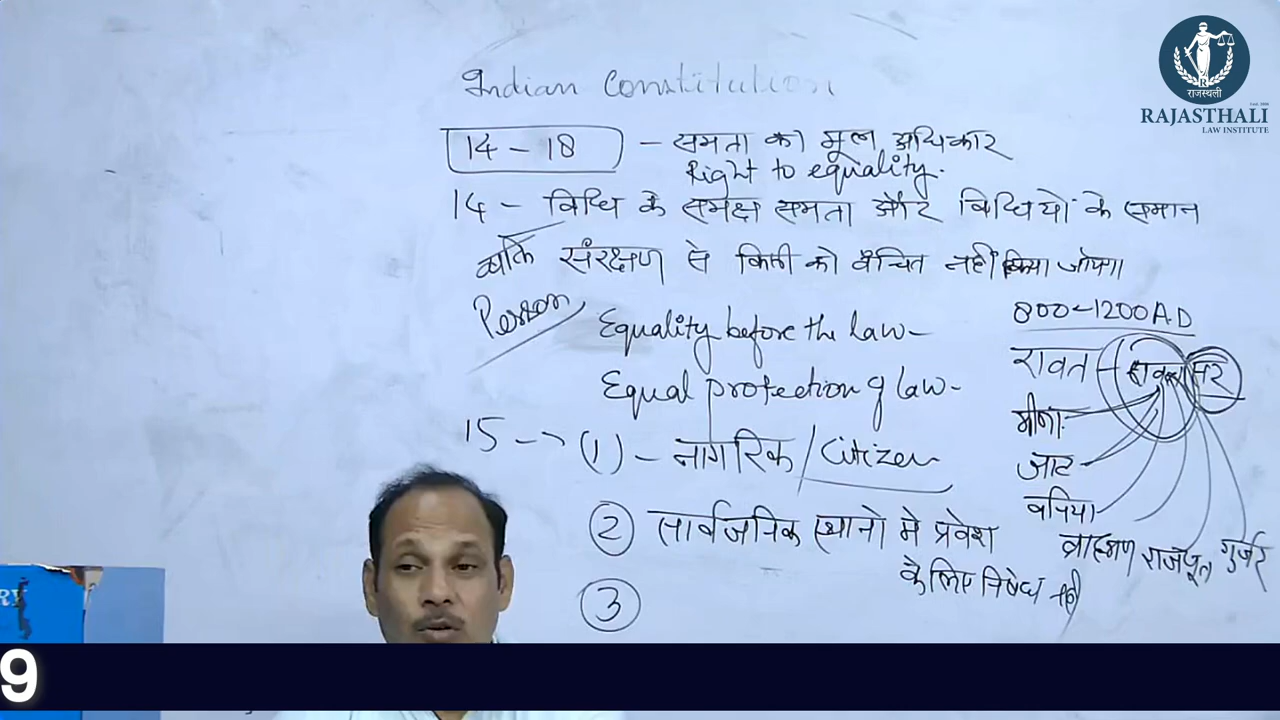 Indian Constitution
राजस्थली
RAJASTHALI
LAW INSTITUTE
14 - 18 - समता का मूल अधिकार
Right to equality.
14 - विधि के समक्ष समता और विधियों के समान
व्यक्ति संरक्षण से किसी को वंचित नहीं किया जायेगा
Person
Equality before the law -
Equal protection of law -
800-1200 A.D
रावत -
सर
मीणा
जाट
बनिया
ब्राह्मण राजपूत गुर्जर
15 -> (1) - नागरिक / Citizen
2 सार्वजनिक स्थानो मे प्रवेश
के लिए निषेध नही
3
RY
9